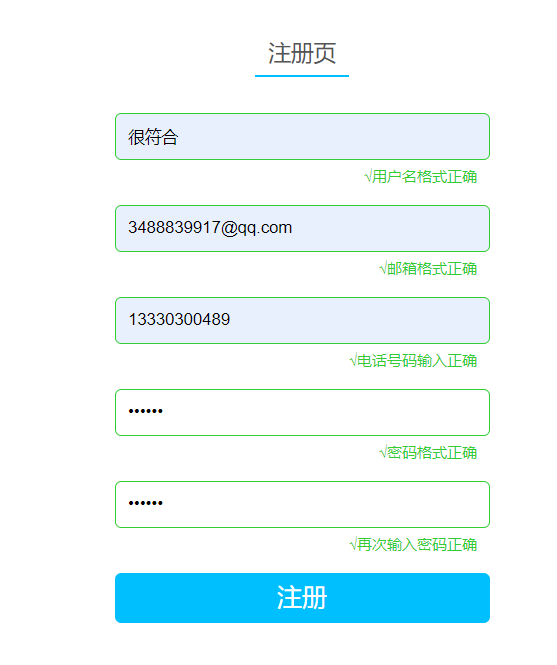 注册页
很符合
√用户名格式正确
3488839917@qq.com
√邮箱格式正确
13330300489
√电话号码输入正确
••••••
√密码格式正确
••••••
√再次输入密码正确
注册